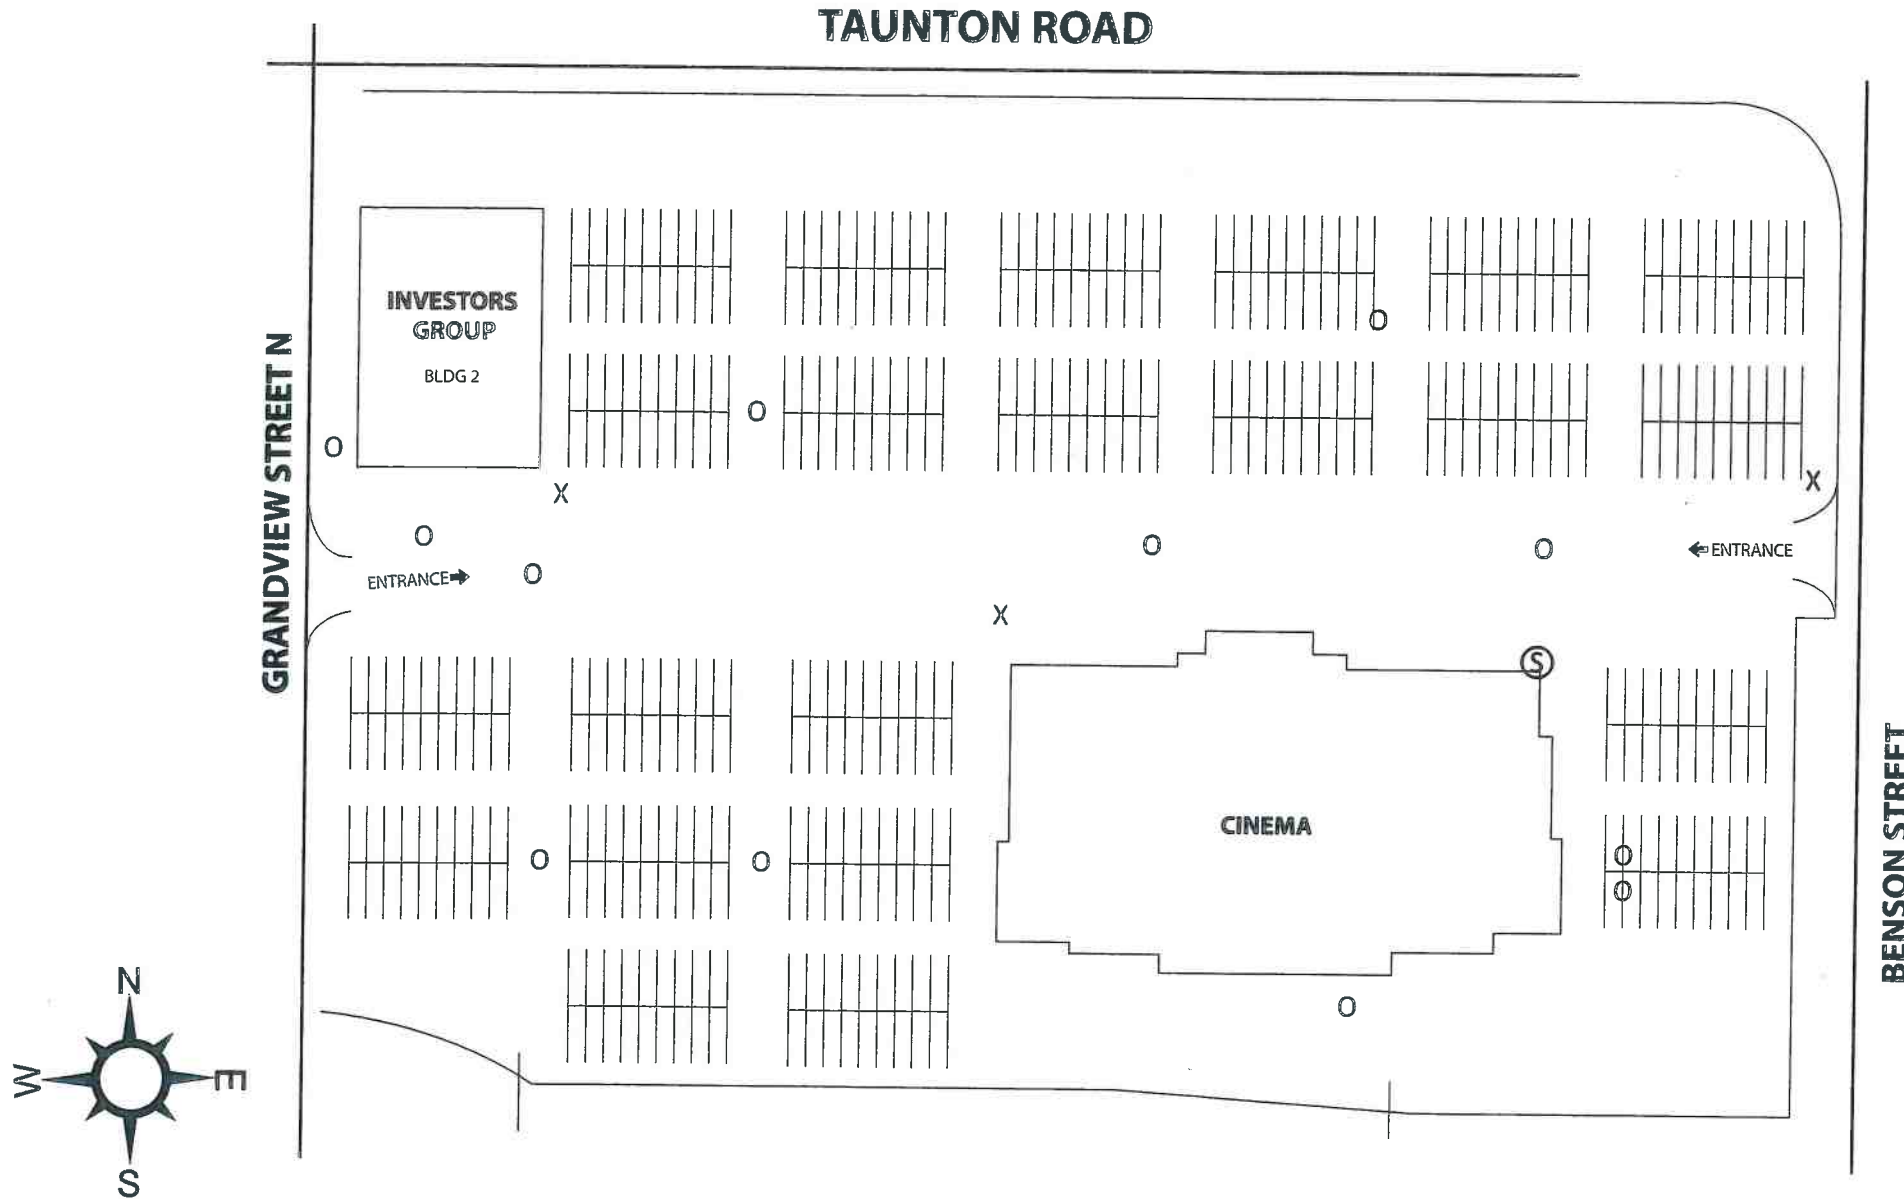 TAUNTON ROAD
INVESTORS
GROUP
BLDG 2
GRANDVIEW STREET N
O
O
O
X
X
O
O
ENTRANCE
O
O
O
ENTRANCE
X
S
CINEMA
BENSON STREET
O
O
O
O
O
N
W
E
S